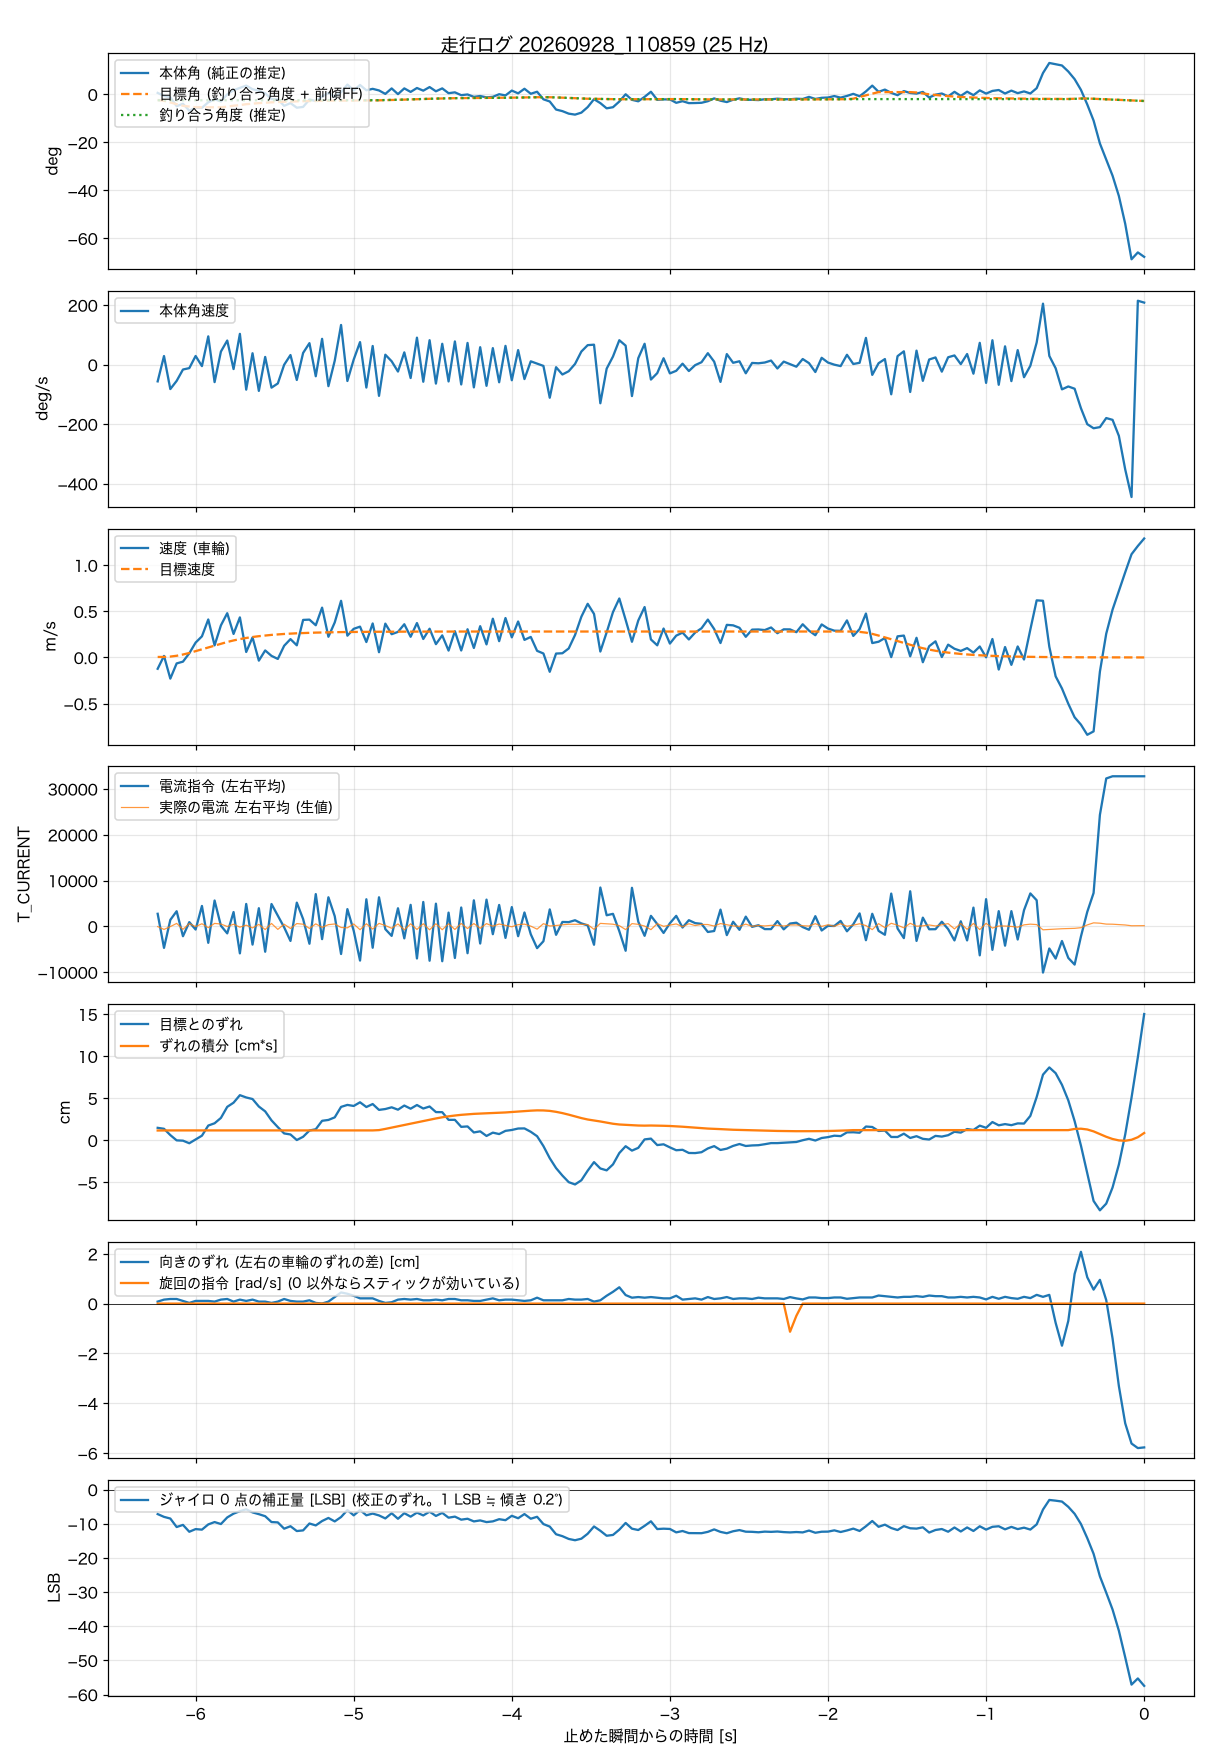 走行ログ 20260928_110859 (25 Hz)
本体角 (純正の推定)
目標角 (釣り合う角度 + 前傾FF)
釣り合う角度 (推定)
deg
0
−20
−40
−60
本体角速度
deg/s
200
0
−200
−400
速度 (車輪)
目標速度
m/s
1.0
0.5
0.0
−0.5
電流指令 (左右平均)
実際の電流 左右平均 (生値)
T_CURRENT
30000
20000
10000
0
−10000
目標とのずれ
ずれの積分 [cm*s]
cm
15
10
5
0
−5
向きのずれ (左右の車輪のずれの差) [cm]
旋回の指令 [rad/s] (0 以外ならスティックが効いている)
2
0
−2
−4
−6
ジャイロ 0 点の補正量 [LSB] (校正のずれ。1 LSB ≒ 傾き 0.2°)
LSB
0
−10
−20
−30
−40
−50
−60
−6 −5 −4 −3 −2 −1 0
止めた瞬間からの時間 [s]